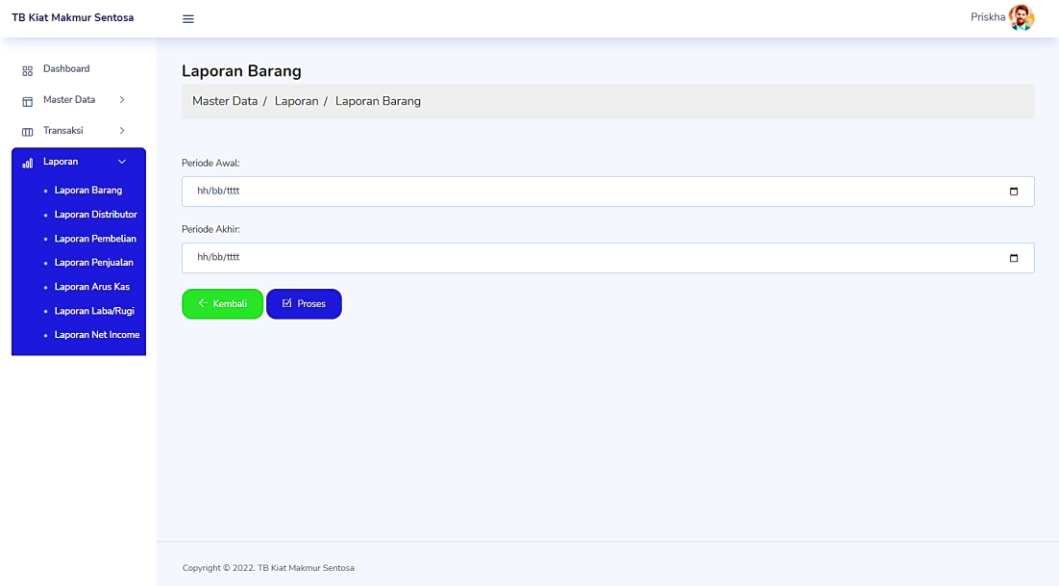 TB Kiat Makmur Sentosa
Priskha
Dashboard
Master Data
Transaksi
Laporan
Laporan Barang
Laporan Distributor
Laporan Pembelian
Laporan Penjualan
Laporan Arus Kas
Laporan Laba/Rugi
Laporan Net Income
Laporan Barang
Master Data / Laporan / Laporan Barang
Periode Awal:
hh/bb/tttt
Periode Akhir:
hh/bb/tttt
Kembali
Proses
Copyright © 2022. TB Kiat Makmur Sentosa